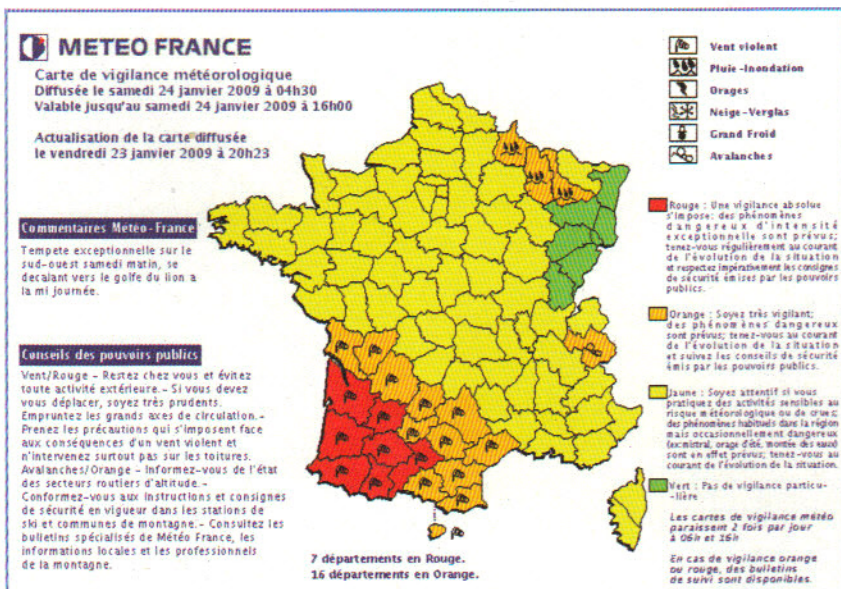 METEO FRANCE
Carte de vigilance météorologique
Diffusée le samedi 24 janvier 2009 à 04h30
Valable jusqu'au samedi 24 janvier 2009 à 16h00
Actualisation de la carte diffusée
le vendredi 23 janvier 2009 à 20h23
Commentaires Météo-France
Tempete exceptionnelle sur le
sud-ouest samedi matin, se
decalant vers le golfe du lion a
la mi journée.
Conseils des pouvoirs publics
Vent/Rouge - Restez chez vous et évitez
toute activité extérieure. - Si vous devez
vous déplacer, soyez très prudents.
Empruntez les grands axes de circulation. -
Prenez les précautions qui s'imposent face
aux conséquences d'un vent violent et
n'intervenez surtout pas sur les toitures.
Avalanches/Orange - Informez-vous de l'état
des secteurs routiers d'altitude. -
Conformez-vous aux instructions et consignes
de sécurité en vigueur dans les stations de
ski et communes de montagne. - Consultez les
bulletins spécialisés de Météo France, les
informations locales et les professionnels
de la montagne.
7 départements en Rouge.
16 départements en Orange.
Vent violent
Pluie-Inondation
Orages
Neige-Verglas
Grand Froid
Avalanches
Rouge : Une vigilance absolue
s'impose; des phénomènes
dangereux d'intensité
exceptionnelle sont prévus;
tenez-vous régulièrement au courant
de l'évolution de la situation
et respectez impérativement les consignes
de sécurité émises par les pouvoirs
publics.
Orange : Soyez très vigilant;
des phénomènes dangereux
sont prévus; tenez-vous au courant
de l'évolution de la situation
et suivez les conseils de sécurité
émis par les pouvoirs publics.
Jaune : Soyez attentif si vous
pratiquez des activités sensibles au
risque météorologique ou de crues;
des phénomènes habituels dans la région
mais occasionnellement dangereux
(ex:mistral, orage d'été, montée des eaux)
sont en effet prévus; tenez-vous au
courant de l'évolution de la situation.
Vert : Pas de vigilance particu-
-lière.
Les cartes de vigilance météo
paraissent 2 fois par jour
à 06h et 16h
En cas de vigilance orange
ou rouge, des bulletins
de suivi sont disponibles.